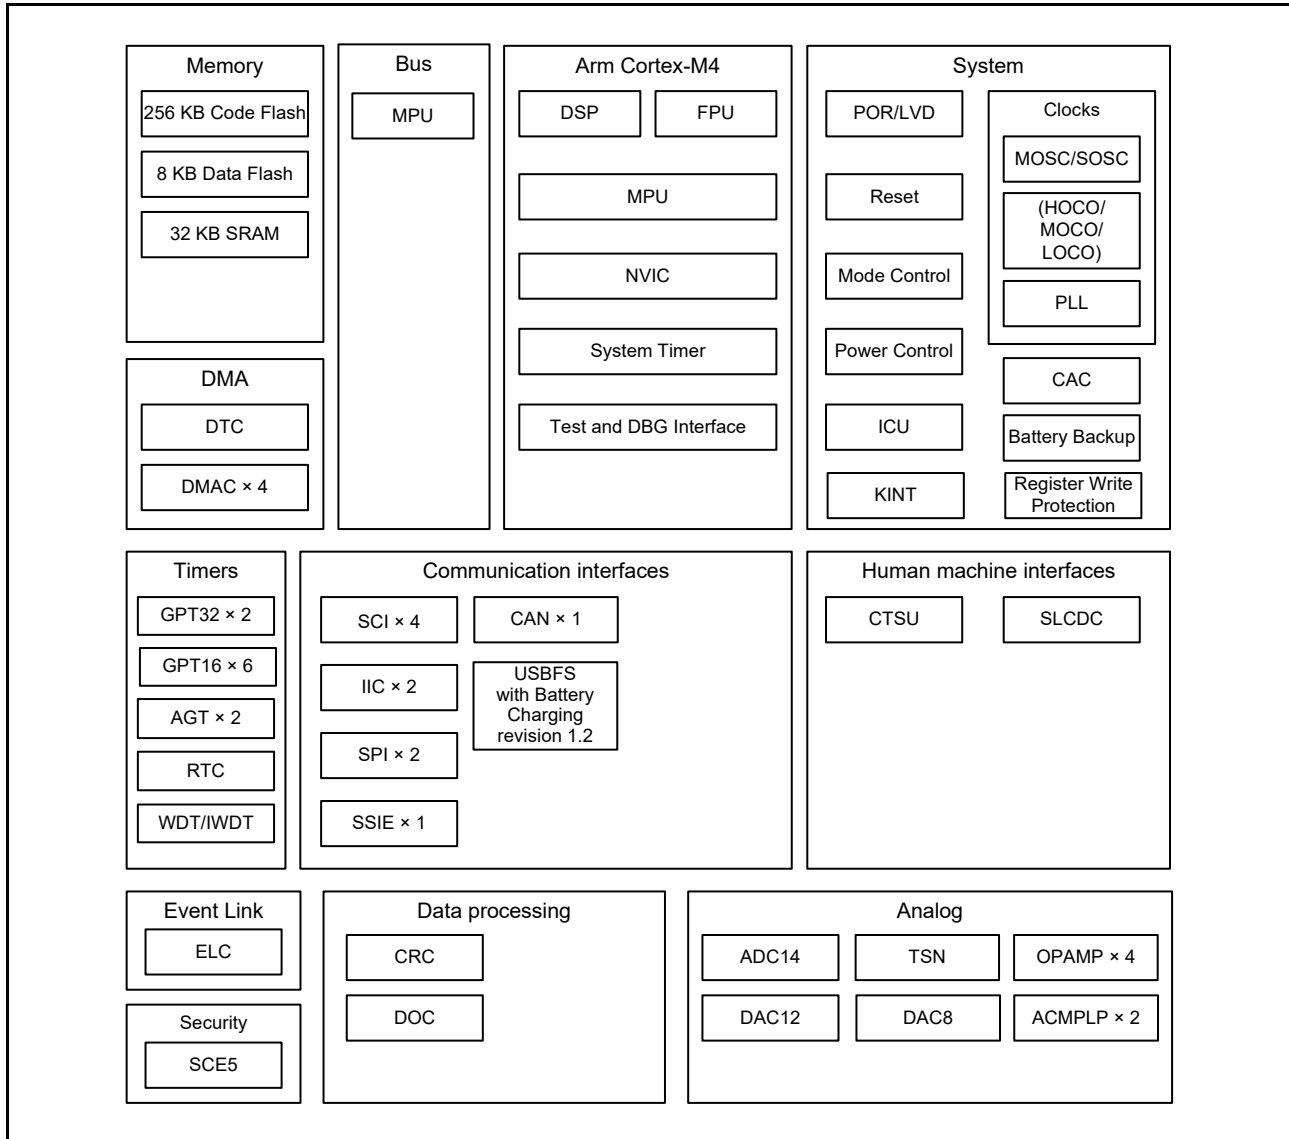 Memory
256 KB Code Flash
8 KB Data Flash
32 KB SRAM
DMA
DTC
DMAC × 4
Bus
MPU
Arm Cortex-M4
DSP
FPU
MPU
NVIC
System Timer
Test and DBG Interface
System
POR/LVD
Reset
Mode Control
Power Control
ICU
KINT
Clocks
MOSC/SOSC
(HOCO/
MOCO/
LOCO)
PLL
CAC
Battery Backup
Register Write
Protection
Timers
GPT32 × 2
GPT16 × 6
AGT × 2
RTC
WDT/IWDT
Communication interfaces
SCI × 4
IIC × 2
SPI × 2
SSIE × 1
CAN × 1
USBFS
with Battery
Charging
revision 1.2
Human machine interfaces
CTSU
SLCDC
Event Link
ELC
Security
SCE5
Data processing
CRC
DOC
Analog
ADC14
TSN
OPAMP × 4
DAC12
DAC8
ACMPLP × 2